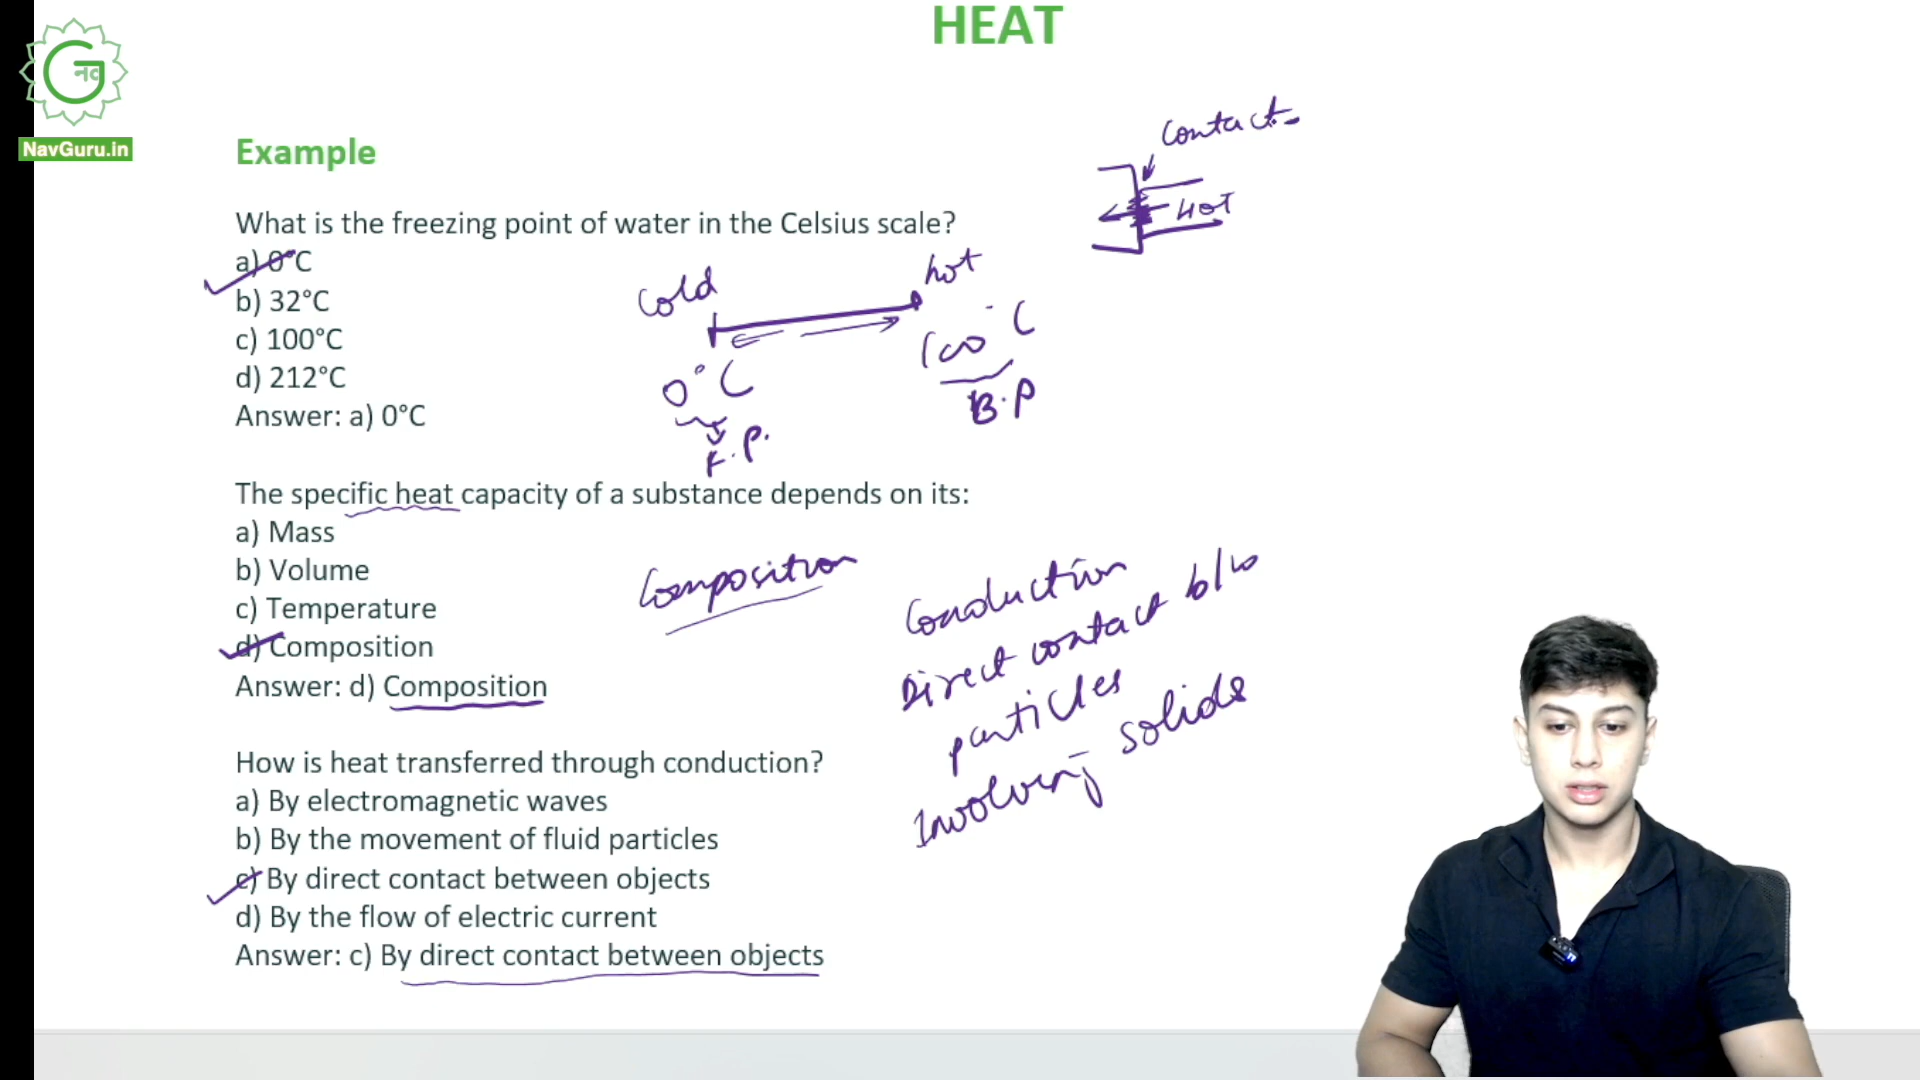 HEAT
नव
NavGuru.in
Example
Contact
HOT
What is the freezing point of water in the Celsius scale?
a) 0°C
b) 32°C
c) 100°C
d) 212°C
Answer: a) 0°C
Cold
hot
0°C
100°C
F.P.
B.P
The specific heat capacity of a substance depends on its:
a) Mass
b) Volume
c) Temperature
d) Composition
Answer: d) Composition
Composition
Conduction
Direct contact b/w
particles
Involving solids
How is heat transferred through conduction?
a) By electromagnetic waves
b) By the movement of fluid particles
c) By direct contact between objects
d) By the flow of electric current
Answer: c) By direct contact between objects